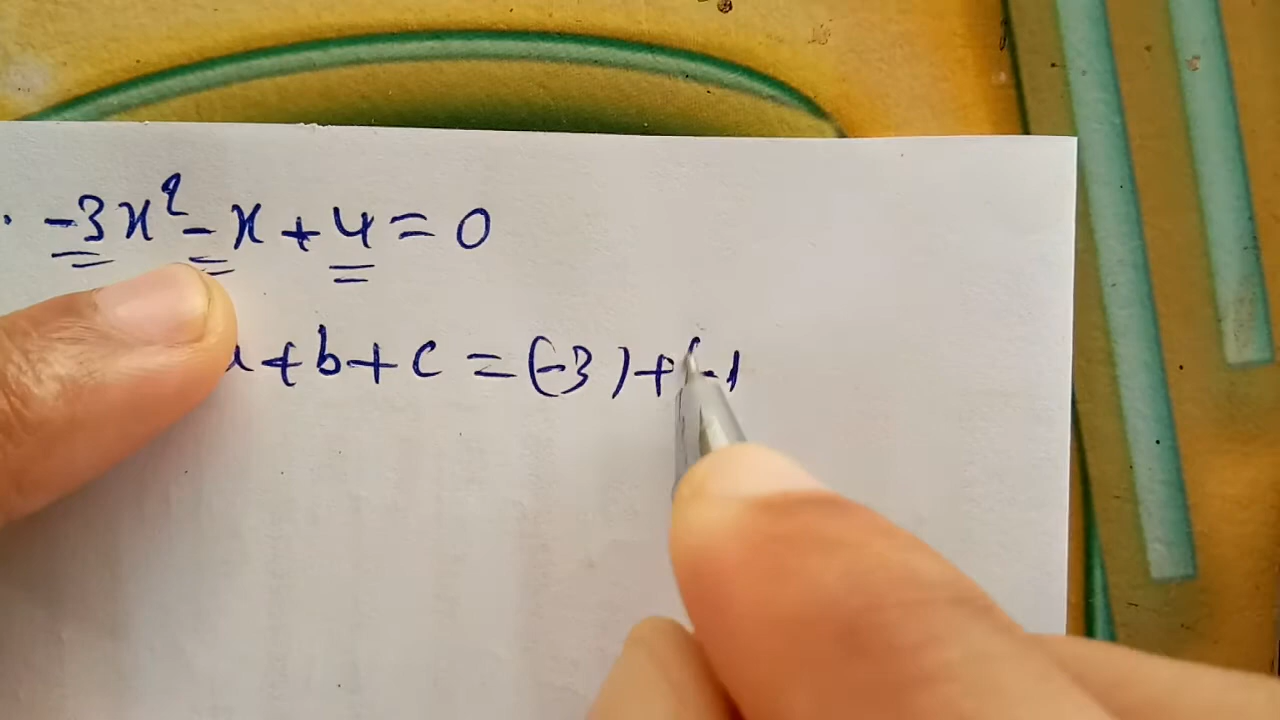 -3x² - x + 4 = 0
a + b + c = (-3) + (-1